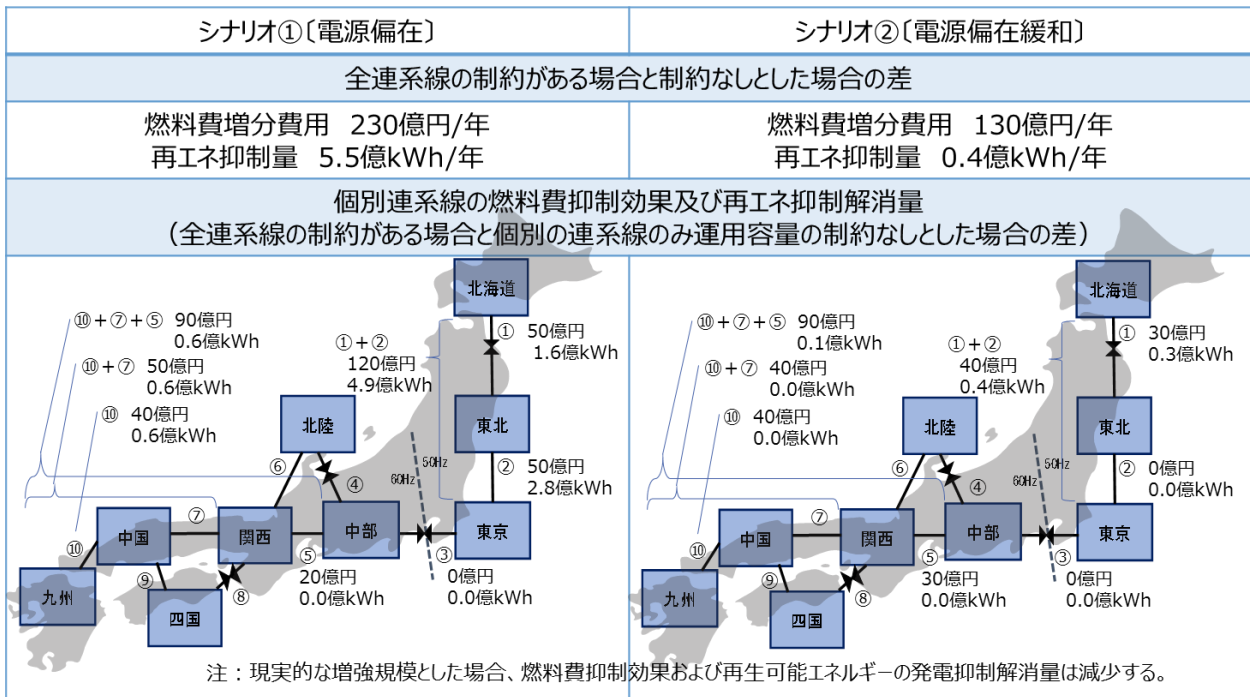 シナリオ①〔電源偏在〕
シナリオ②〔電源偏在緩和〕
全連系線の制約がある場合と制約なしとした場合の差
燃料費増分費用 230億円/年
再エネ抑制量 5.5億kWh/年
燃料費増分費用 130億円/年
再エネ抑制量 0.4億kWh/年
個別連系線の燃料費抑制効果及び再エネ抑制解消量
(全連系線の制約がある場合と個別の連系線のみ運用容量の制約なしとした場合の差)
北海道
⑩+⑦+⑤ 90億円
0.6億kWh
①+②
120億円
4.9億kWh
① 50億円
1.6億kWh
⑩+⑦ 50億円
0.6億kWh
⑩ 40億円
0.6億kWh
北陸
東北
⑥
④
60Hz
50Hz
② 50億円
2.8億kWh
⑦
中国
関西
中部
東京
⑩
⑤
20億円
0.0億kWh
③
0億円
0.0億kWh
⑨
⑧
九州
四国
北海道
⑩+⑦+⑤ 90億円
0.1億kWh
①+②
40億円
0.4億kWh
① 30億円
0.3億kWh
⑩+⑦ 40億円
0.0億kWh
⑩ 40億円
0.0億kWh
北陸
東北
⑥
④
60Hz
50Hz
② 0億円
0.0億kWh
⑦
中国
関西
中部
東京
⑩
⑤
30億円
0.0億kWh
③
0億円
0.0億kWh
⑨
⑧
九州
四国
注:現実的な増強規模とした場合、燃料費抑制効果および再生可能エネルギーの発電抑制解消量は減少する。